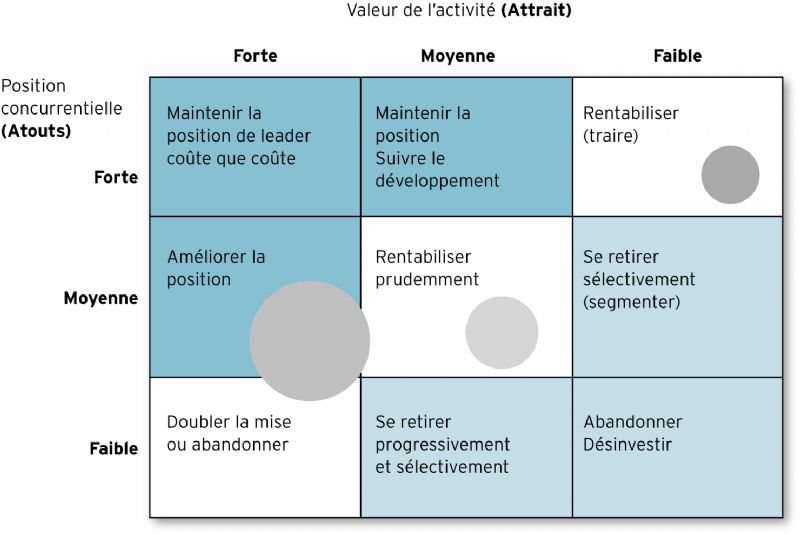 Valeur de l'activité (Attrait)
Forte
Moyenne
Faible
Position
concurrentielle
(Atouts)
Forte
Maintenir la
position de leader
coûte que coûte
Maintenir la
position
Suivre le
développement
Rentabiliser
(traire)
Moyenne
Améliorer la
position
Rentabiliser
prudemment
Se retirer
sélectivement
(segmenter)
Faible
Doubler la mise
ou abandonner
Se retirer
progressivement
et sélectivement
Abandonner
Désinvestir